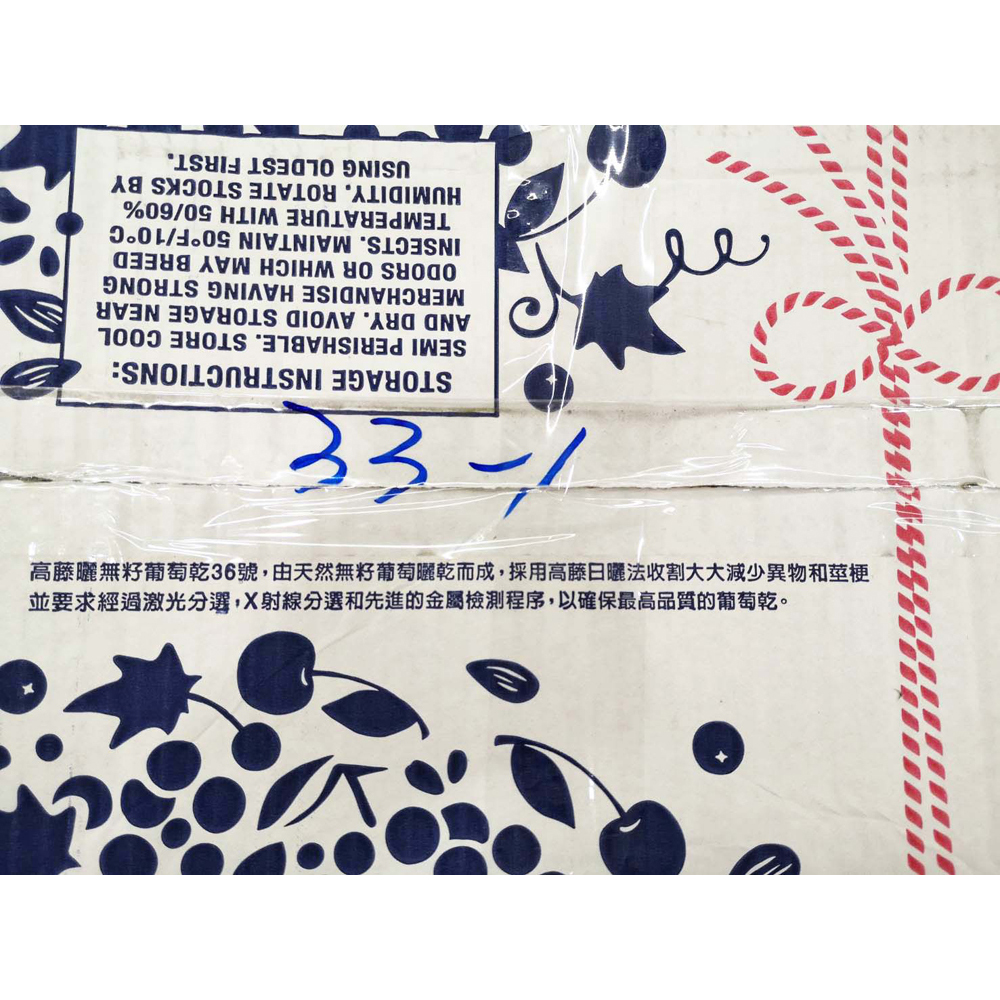 STORAGE INSTRUCTIONS:
SEMI PERISHABLE. STORE COOL
AND DRY. AVOID STORAGE NEAR
MERCHANDISE HAVING STRONG
ODORS OR WHICH MAY BREED
INSECTS. MAINTAIN 50°F/10°C
TEMPERATURE WITH 50/60%
HUMIDITY. ROTATE STOCKS BY
USING OLDEST FIRST.
33-1
高藤曬無籽葡萄乾36號,由天然無籽葡萄曬乾而成,採用高藤日曬法收割大大減少異物和莖梗
並要求經過激光分選,X射線分選和先進的金屬檢測程序,以確保最高品質的葡萄乾。